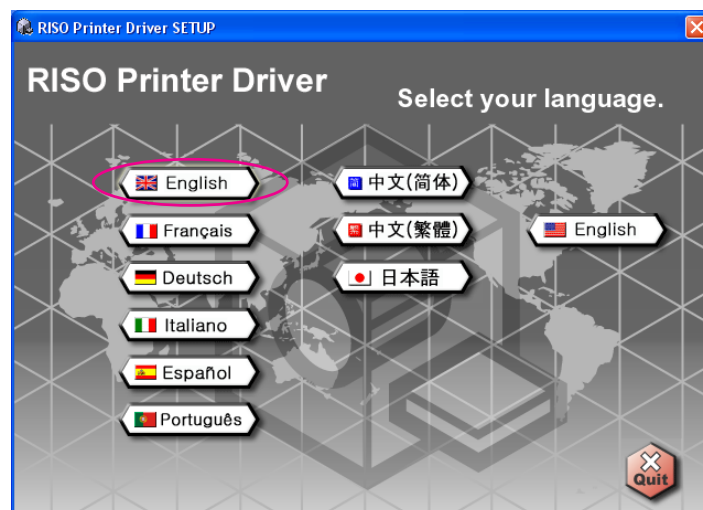 RISO Printer Driver SETUP
RISO Printer Driver
Select your language.
English
Français
Deutsch
Italiano
Español
Português
简
中文(简体)
中文(繁體)
日本語
English
Quit